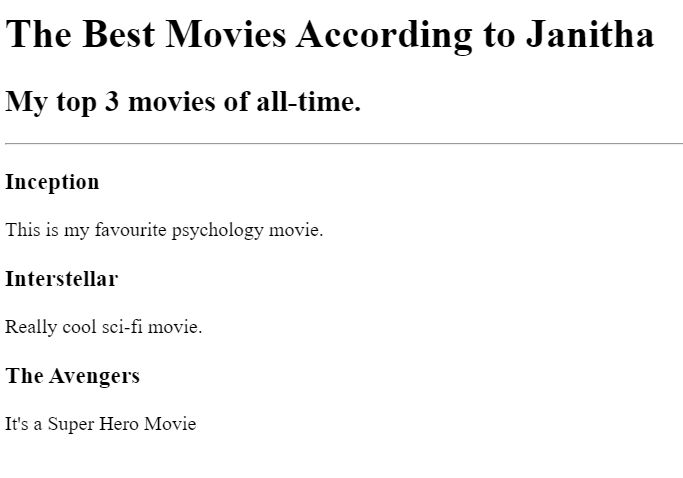 The Best Movies According to Janitha
My top 3 movies of all-time.
Inception
This is my favourite psychology movie.
Interstellar
Really cool sci-fi movie.
The Avengers
It's a Super Hero Movie